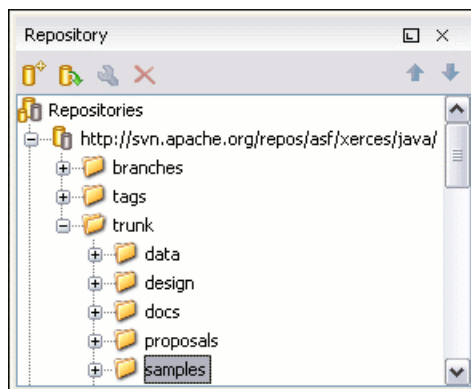 Repository
Repositories
http://svn.apache.org/repos/asf/xerces/java/
branches
tags
trunk
data
design
docs
proposals
samples